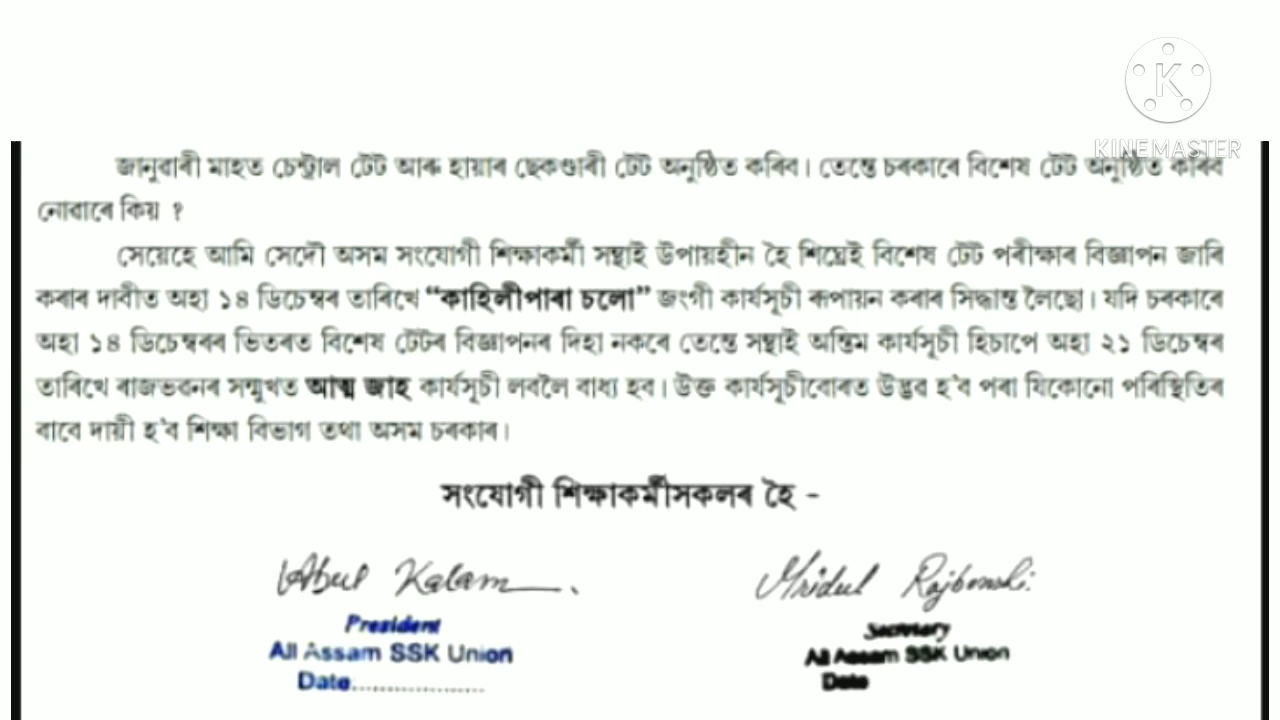 KINEMASTER
জানুৱাৰী মাহত চেন্ট্ৰাল টেট আৰু হায়াৰ ছেকেণ্ডাৰী টেট অনুষ্ঠিত কৰিব। তেন্তে চৰকাৰে বিশেষ টেট অনুষ্ঠিত কৰিব
নোৱাৰে কিয় ?
সেয়েহে আমি সেদৌ অসম সংযোগী শিক্ষাকৰ্মী সন্থাই উপায়হীন হৈ শিঘ্ৰেই বিশেষ টেট পৰীক্ষাৰ বিজ্ঞাপন জাৰি
কৰাৰ দাবীত অহা ১৪ ডিচেম্বৰ তাৰিখে “কাহিলীপাৰা চলো” জংগী কাৰ্যসূচী ৰূপায়ন কৰাৰ সিদ্ধান্ত লৈছো। যদি চৰকাৰে
অহা ১৪ ডিচেম্বৰৰ ভিতৰত বিশেষ টেটৰ বিজ্ঞাপনৰ দিহা নকৰে তেন্তে সন্থাই অন্তিম কাৰ্যসূচী হিচাপে অহা ২১ ডিচেম্বৰ
তাৰিখে ৰাজভৱনৰ সন্মুখত আত্ম জাহ কাৰ্যসূচী লবলৈ বাধ্য হব। উক্ত কাৰ্যসূচীবোৰত উদ্ভৱ হ'ব পৰা যিকোনো পৰিস্থিতিৰ
বাবে দায়ী হ'ব শিক্ষা বিভাগ তথা অসম চৰকাৰ।
সংযোগী শিক্ষাকৰ্মীসকলৰ হৈ -
Abul Kalam
President
All Assam SSK Union
Date..................
Mridul Rajbonshi
Secretary
All Assam SSK Union
Date